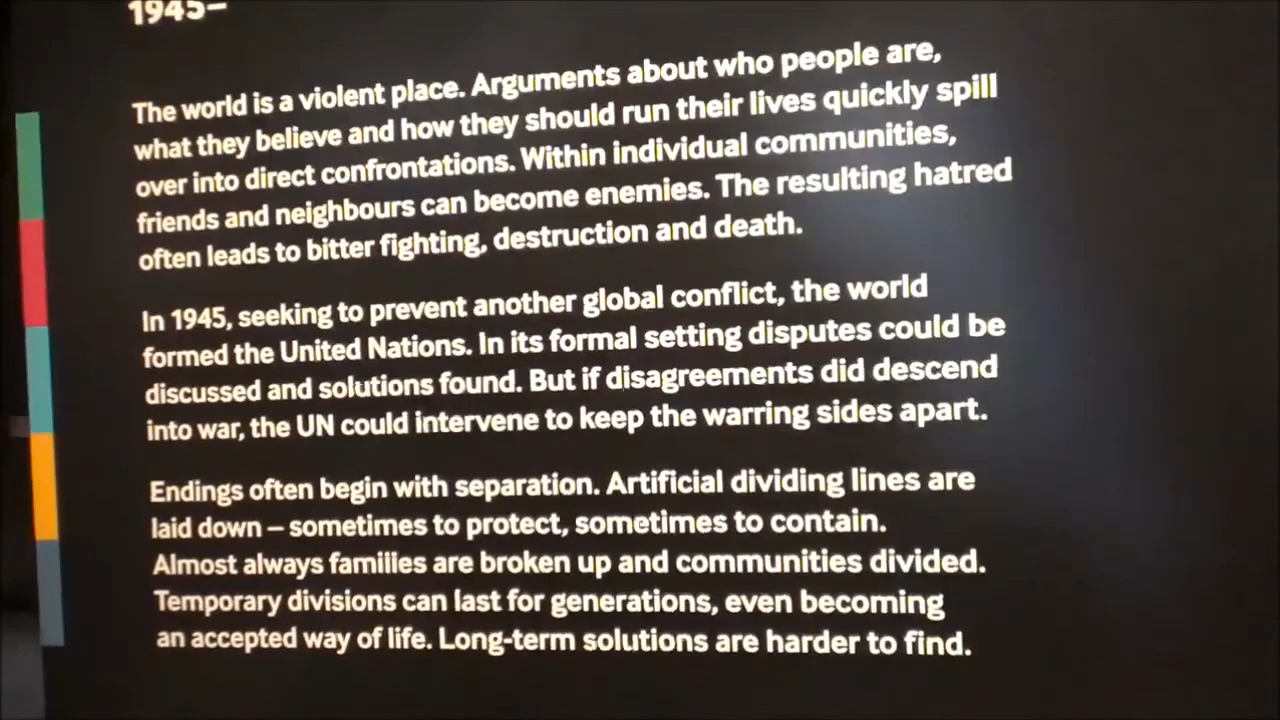 1945–
The world is a violent place. Arguments about who people are,
what they believe and how they should run their lives quickly spill
over into direct confrontations. Within individual communities,
friends and neighbours can become enemies. The resulting hatred
often leads to bitter fighting, destruction and death.
In 1945, seeking to prevent another global conflict, the world
formed the United Nations. In its formal setting disputes could be
discussed and solutions found. But if disagreements did descend
into war, the UN could intervene to keep the warring sides apart.
Endings often begin with separation. Artificial dividing lines are
laid down – sometimes to protect, sometimes to contain.
Almost always families are broken up and communities divided.
Temporary divisions can last for generations, even becoming
an accepted way of life. Long-term solutions are harder to find.